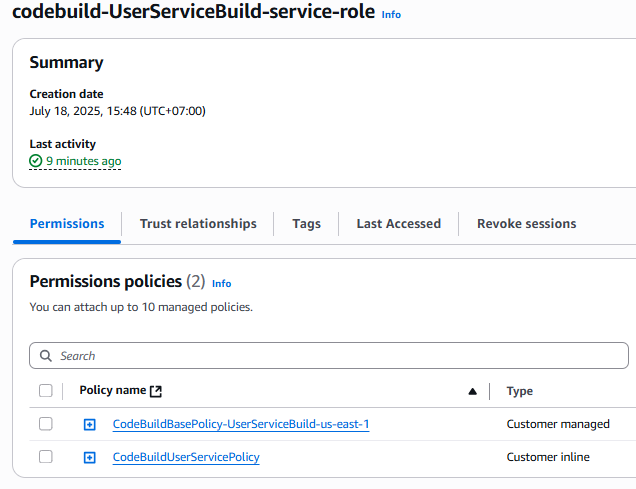 codebuild-UserServiceBuild-service-role Info
Summary
Creation date
July 18, 2025, 15:48 (UTC+07:00)
Last activity
9 minutes ago
Permissions Trust relationships Tags Last Accessed Revoke sessions
Permissions policies (2) Info
You can attach up to 10 managed policies.
Search
Policy name Type
CodeBuildBasePolicy-UserServiceBuild-us-east-1 Customer managed
CodeBuildUserServicePolicy Customer inline